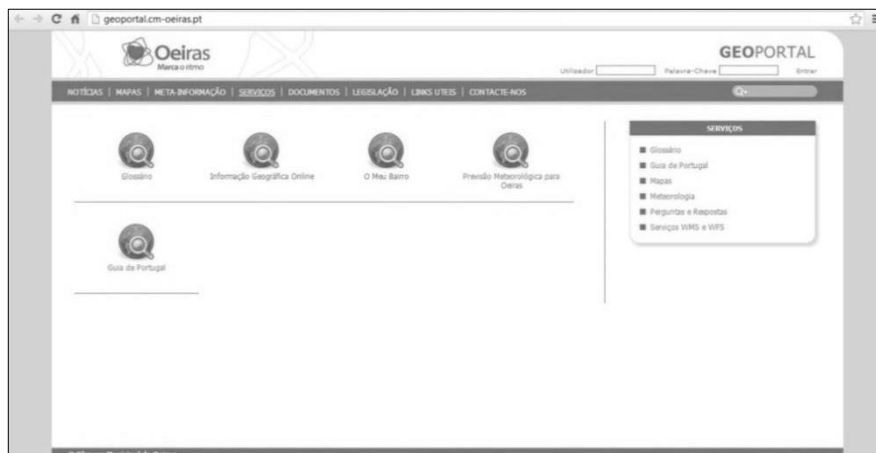 geoportal.cm-oeiras.pt
Oeiras
Marca o ritmo
GEOPORTAL
Utilizador Palavra-Chave Entrar
NOTÍCIAS | MAPAS | META-INFORMAÇÃO | SERVIÇOS | DOCUMENTOS | LEGISLAÇÃO | LINKS UTEIS | CONTACTE-NOS
Glossário
Informação Geográfica Online
O Meu Bairro
Previsão Meteorológica para
Oeiras
Guia de Portugal
SERVIÇOS
Glossário
Guia de Portugal
Mapas
Meteorologia
Perguntas e Respostas
Serviços WMS e WFS